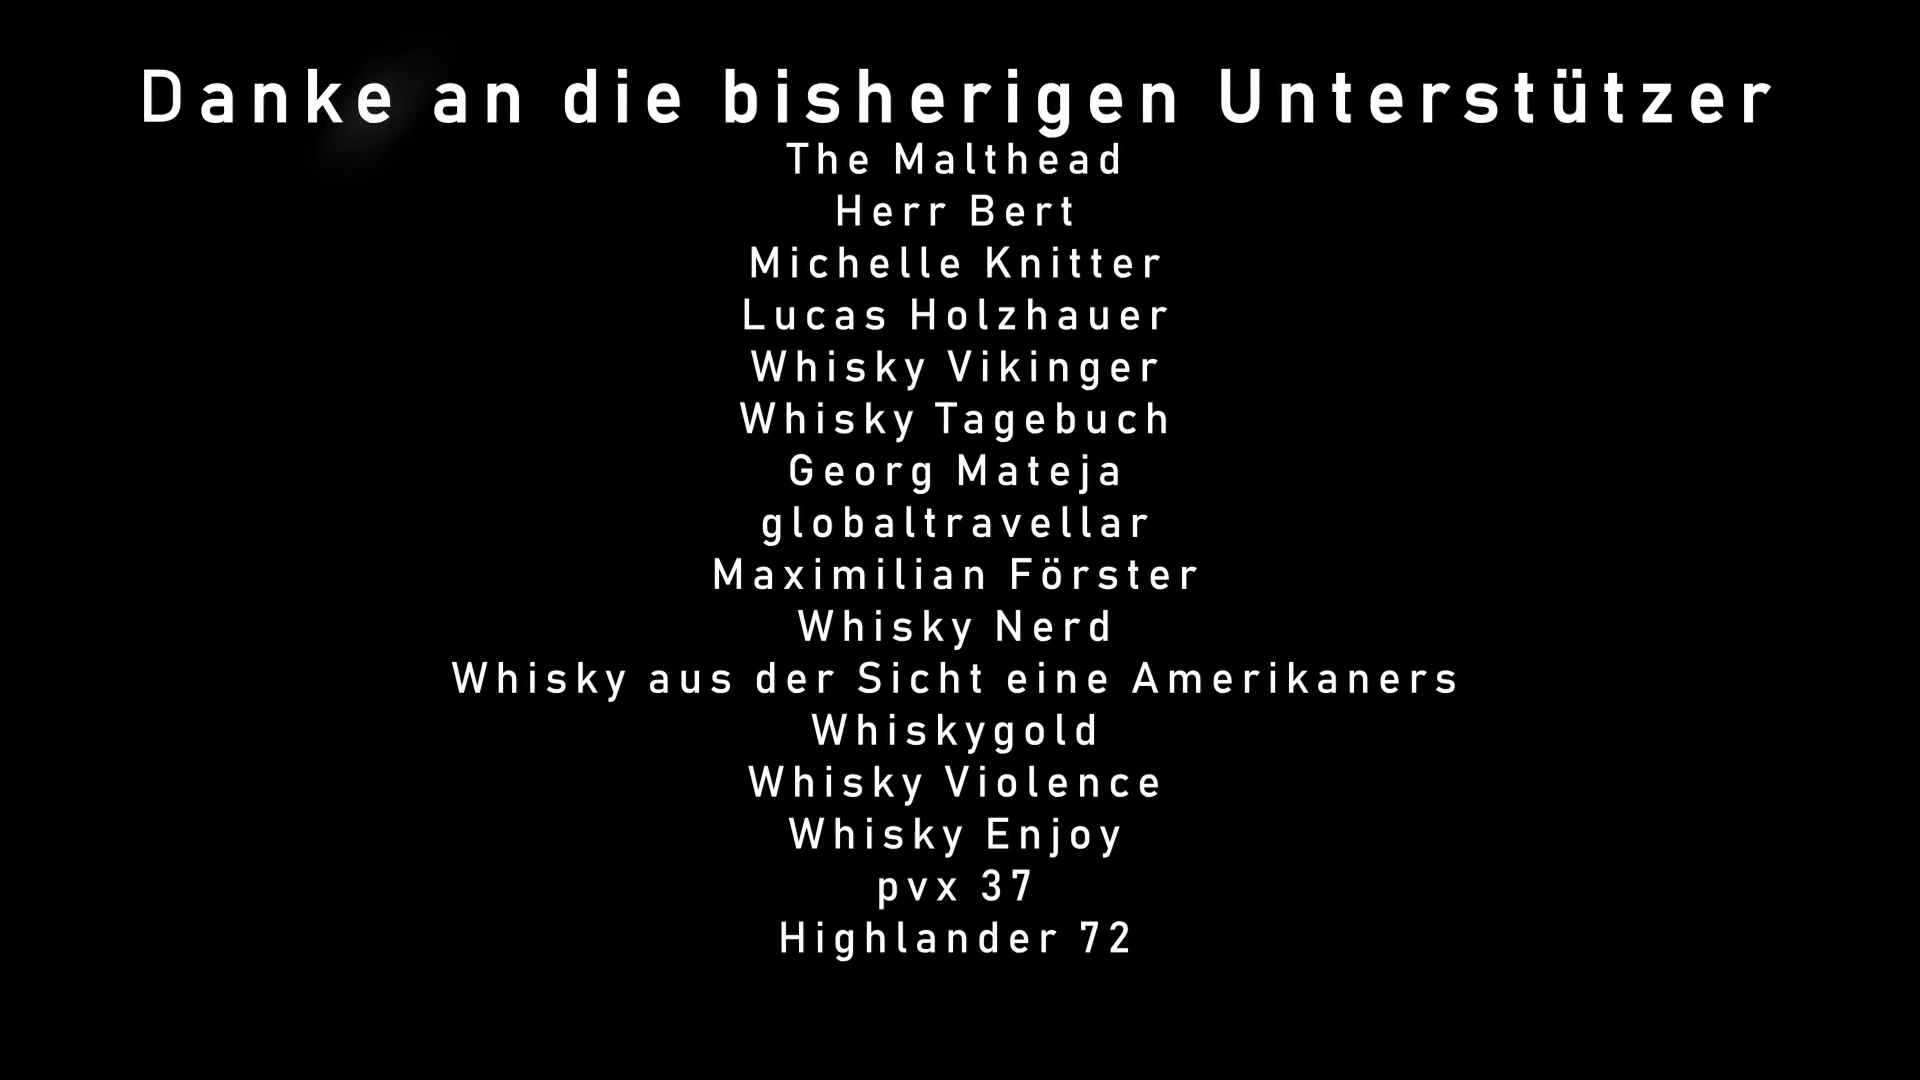 Danke an die bisherigen Unterstützer
The Malthead
Herr Bert
Michelle Knitter
Lucas Holzhauer
Whisky Vikinger
Whisky Tagebuch
Georg Mateja
globaltravellar
Maximilian Förster
Whisky Nerd
Whisky aus der Sicht eine Amerikaners
Whiskygold
Whisky Violence
Whisky Enjoy
pvx 37
Highlander 72